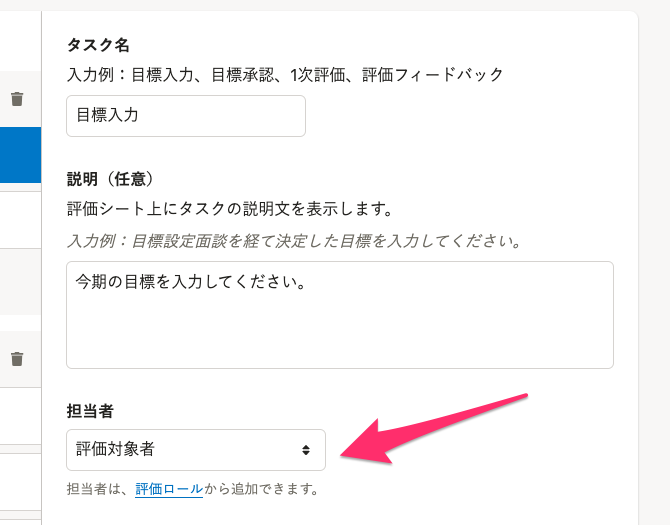 タスク名
入力例：目標入力、目標承認、1次評価、評価フィードバック
目標入力
説明（任意）
評価シート上にタスクの説明文を表示します。
入力例：目標設定面談を経て決定した目標を入力してください。
今期の目標を入力してください。
担当者
評価対象者
担当者は、評価ロールから追加できます。